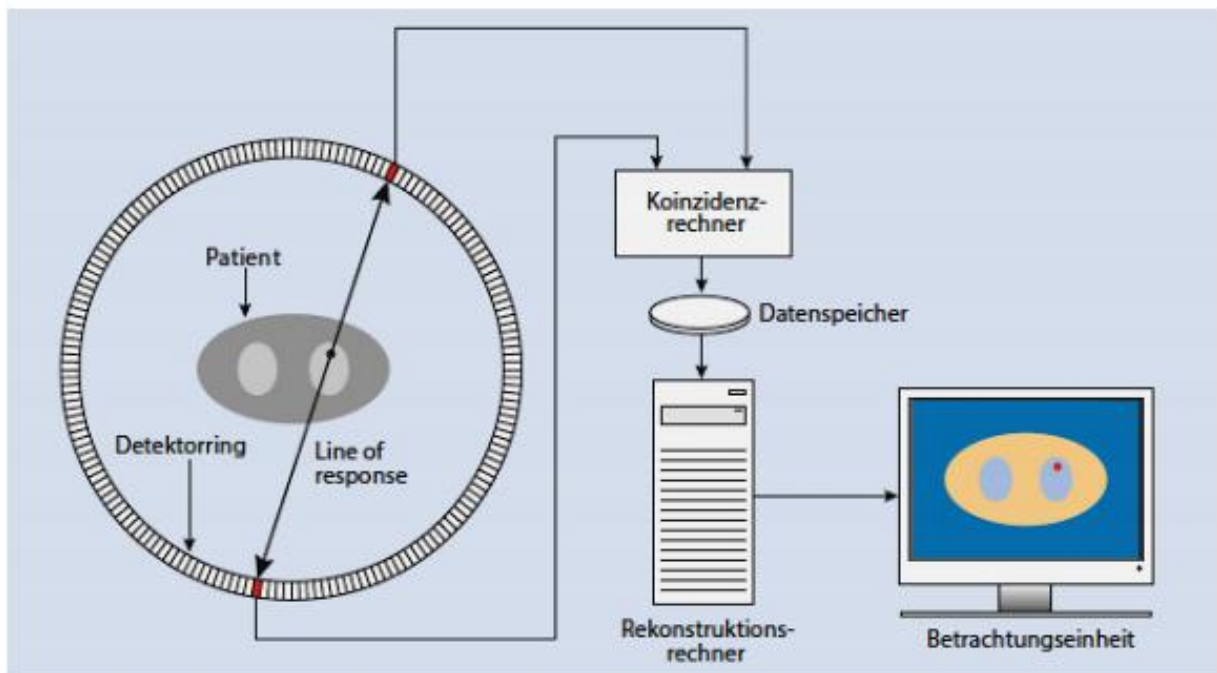 Koinzidenz-
rechner
Patient
Datenspeicher
Detektorring
Line of
response
Rekonstruktions-
rechner
Betrachtungseinheit